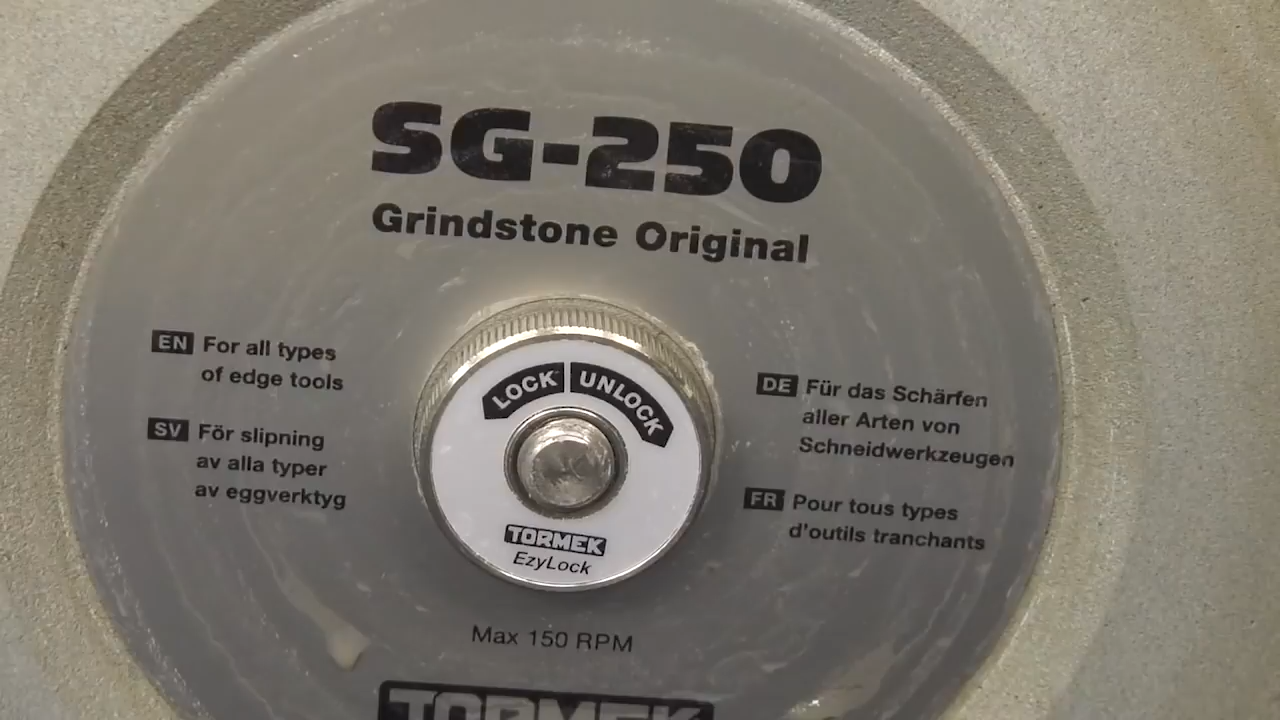 SG-250
Grindstone Original
EN For all types
of edge tools
SV För slipning
av alla typer
av eggverktyg
LOCK UNLOCK
TORMEK
EzyLock
DE Für das Schärfen
aller Arten von
Schneidwerkzeugen
FR Pour tous types
d'outils tranchants
Max 150 RPM
TORMEK